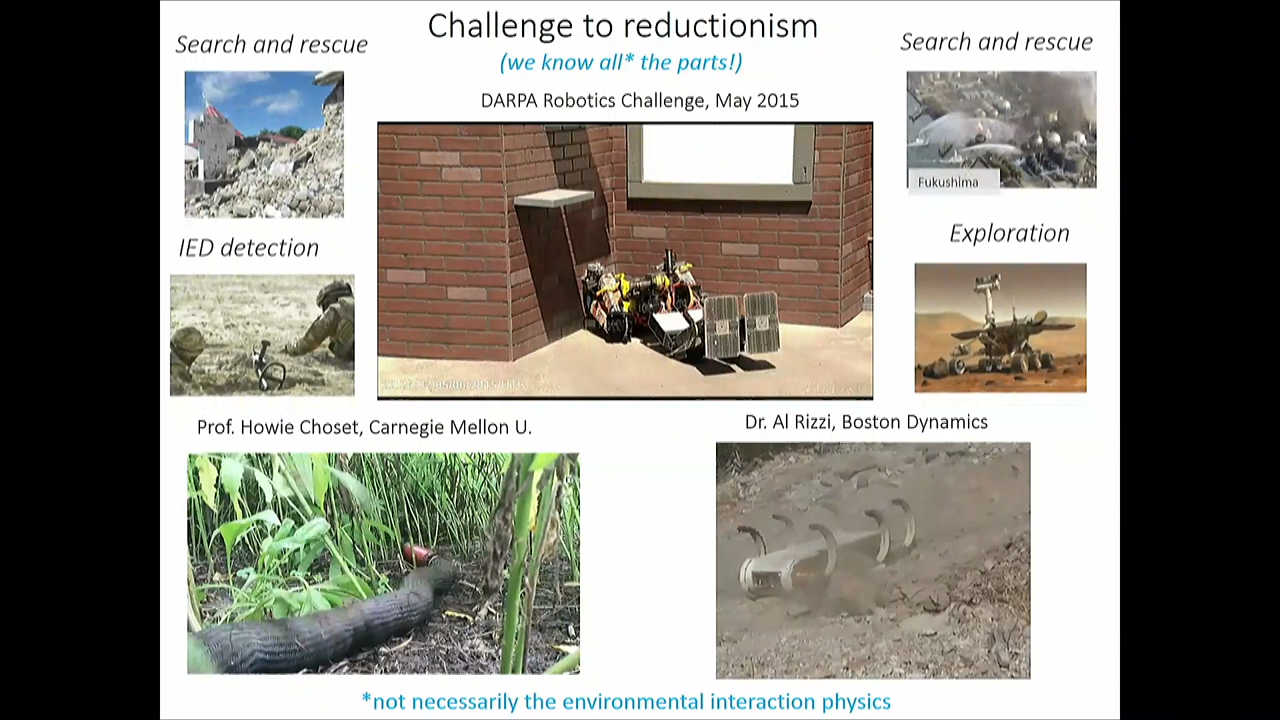 Challenge to reductionism
(we know all* the parts!)
DARPA Robotics Challenge, May 2015
Search and rescue
Search and rescue
Fukushima
IED detection
Exploration
Prof. Howie Choset, Carnegie Mellon U.
Dr. Al Rizzi, Boston Dynamics
*not necessarily the environmental interaction physics